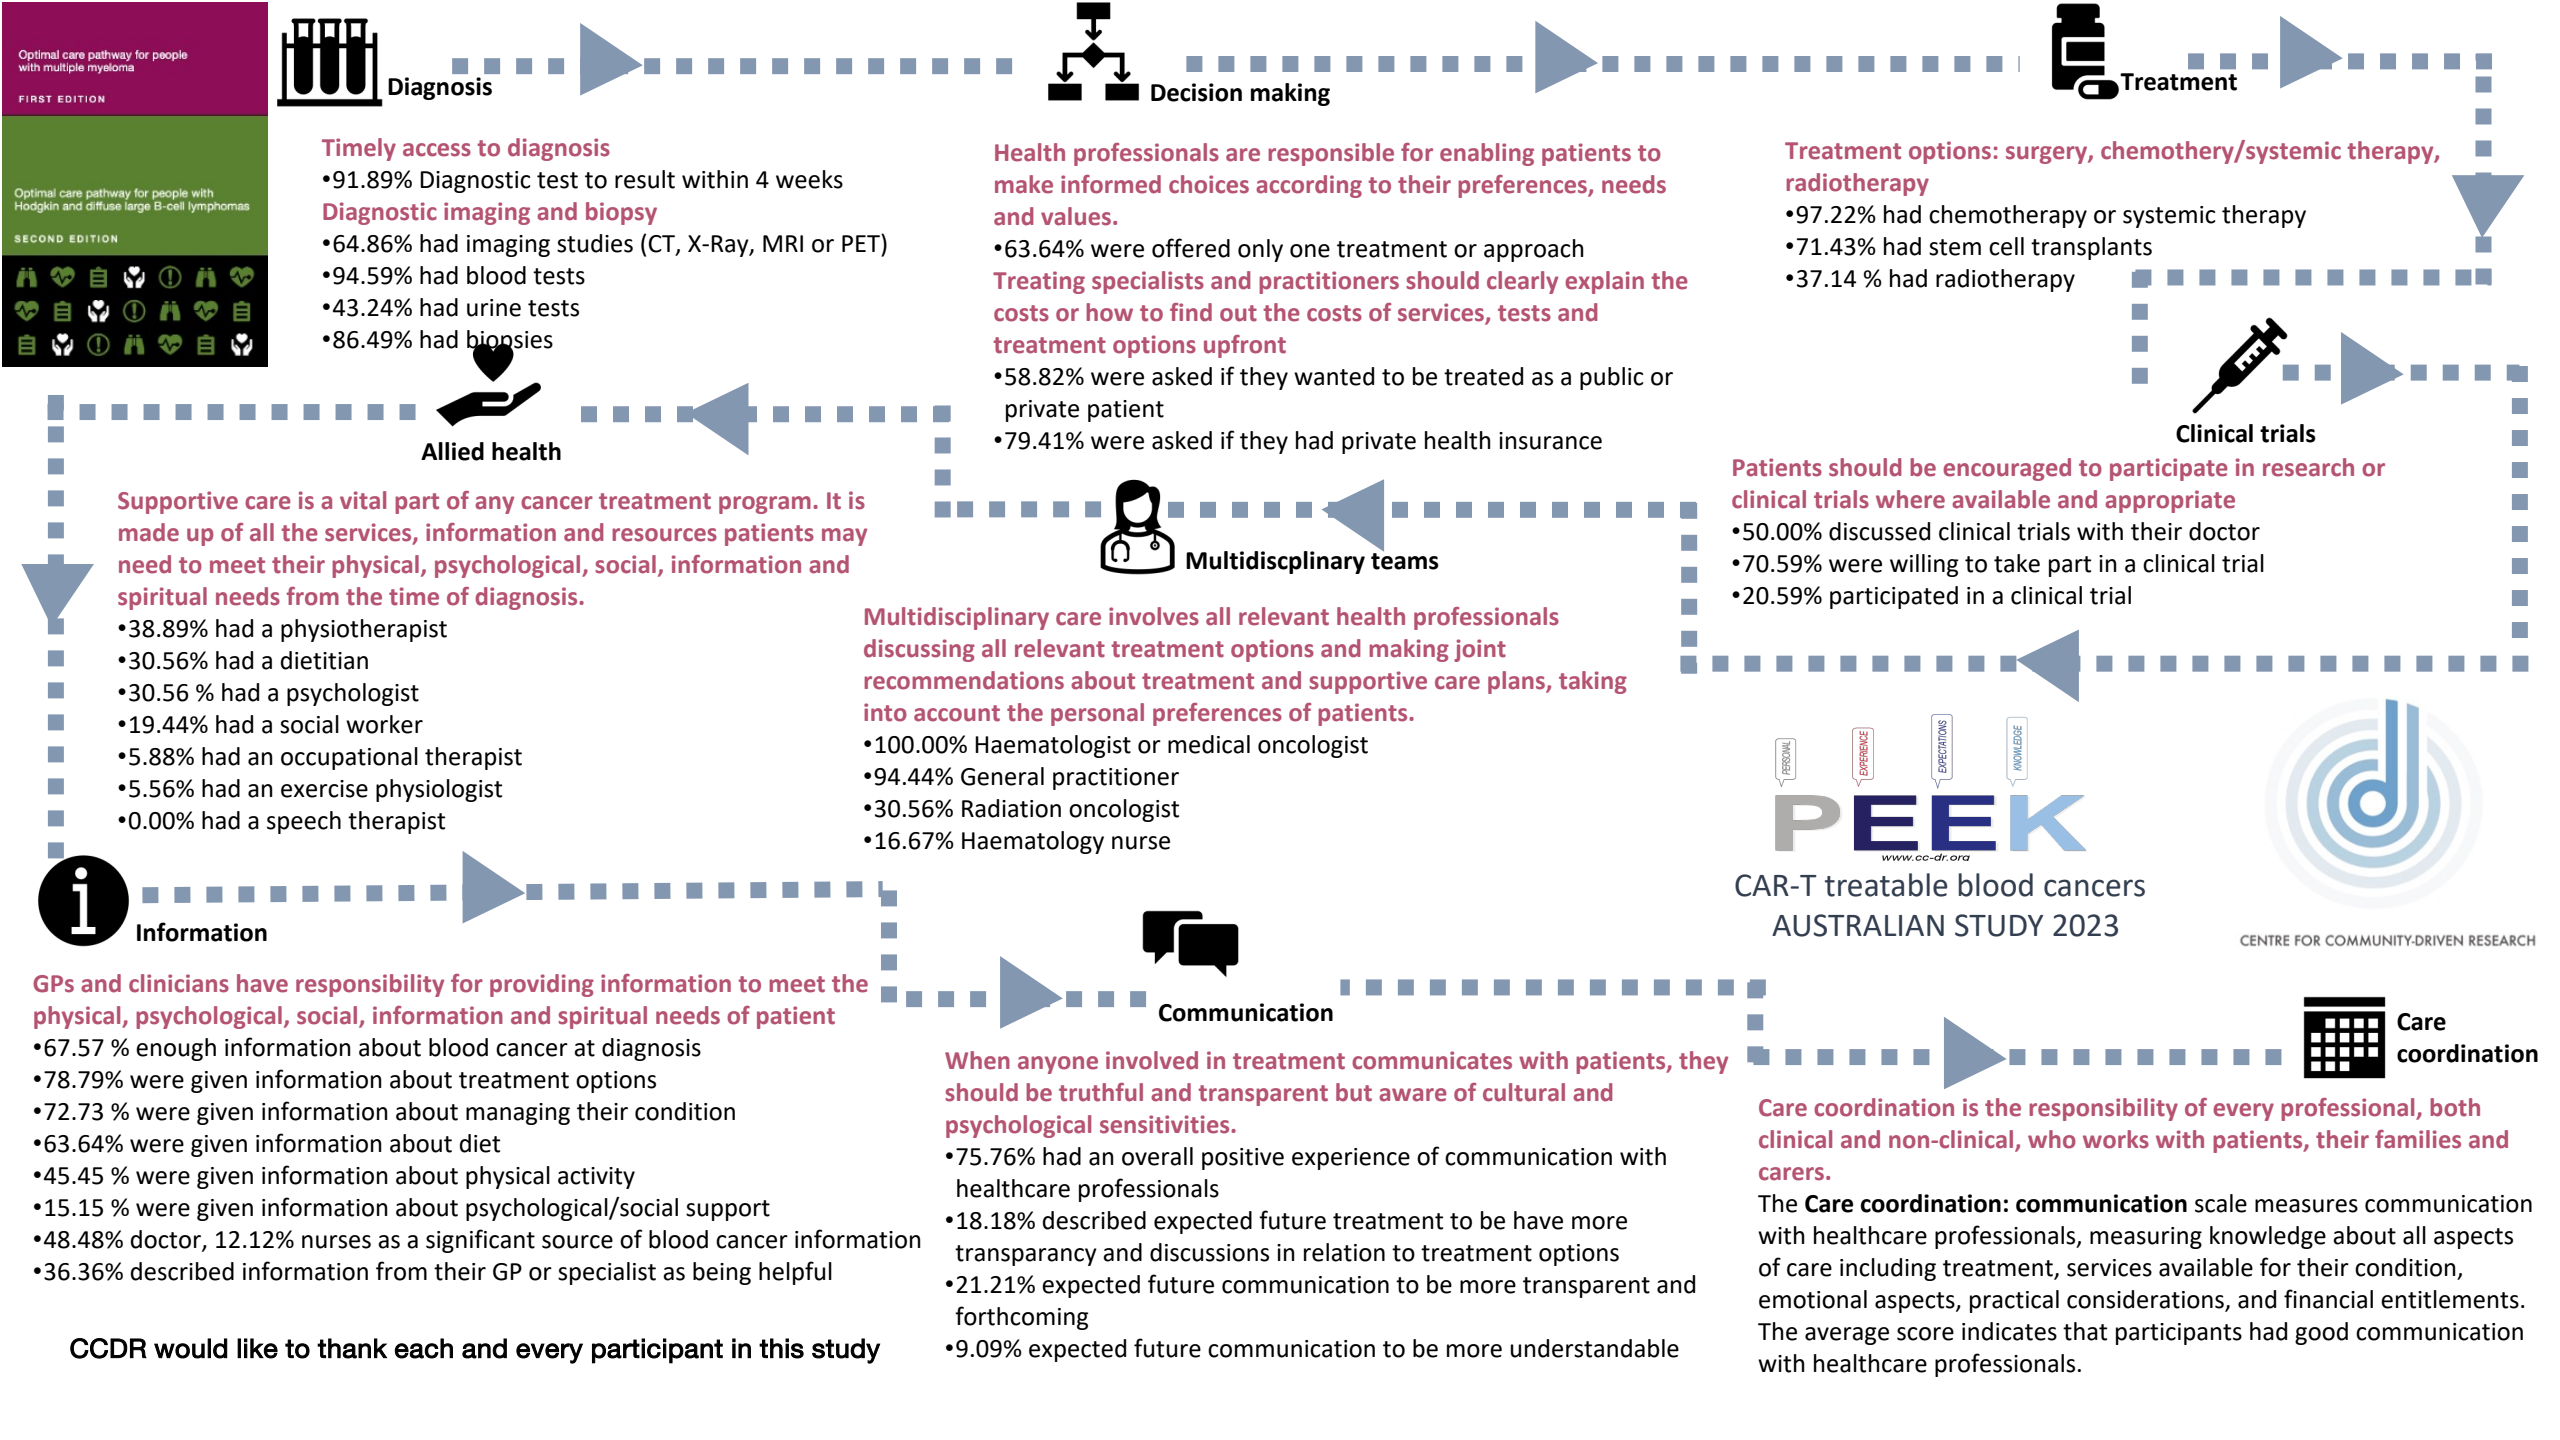 Optimal care pathway for people
with multiple myeloma
FIRST EDITION
Optimal care pathway for people with
Hodgkin and diffuse large B-cell lymphomas
SECOND EDITION
Diagnosis
Timely access to diagnosis
•91.89% Diagnostic test to result within 4 weeks
Diagnostic imaging and biopsy
•64.86% had imaging studies (CT, X-Ray, MRI or PET)
•94.59% had blood tests
•43.24% had urine tests
•86.49% had biopsies
Decision making
Health professionals are responsible for enabling patients to
make informed choices according to their preferences, needs
and values.
•63.64% were offered only one treatment or approach
Treating specialists and practitioners should clearly explain the
costs or how to find out the costs of services, tests and
treatment options upfront
•58.82% were asked if they wanted to be treated as a public or
private patient
•79.41% were asked if they had private health insurance
Treatment
Treatment options: surgery, chemothery/systemic therapy,
radiotherapy
•97.22% had chemotherapy or systemic therapy
•71.43% had stem cell transplants
•37.14 % had radiotherapy
Clinical trials
Patients should be encouraged to participate in research or
clinical trials where available and appropriate
•50.00% discussed clinical trials with their doctor
•70.59% were willing to take part in a clinical trial
•20.59% participated in a clinical trial
Multidiscplinary teams
Multidisciplinary care involves all relevant health professionals
discussing all relevant treatment options and making joint
recommendations about treatment and supportive care plans, taking
into account the personal preferences of patients.
•100.00% Haematologist or medical oncologist
•94.44% General practitioner
•30.56% Radiation oncologist
•16.67% Haematology nurse
Allied health
Supportive care is a vital part of any cancer treatment program. It is
made up of all the services, information and resources patients may
need to meet their physical, psychological, social, information and
spiritual needs from the time of diagnosis.
•38.89% had a physiotherapist
•30.56% had a dietitian
•30.56 % had a psychologist
•19.44% had a social worker
•5.88% had an occupational therapist
•5.56% had an exercise physiologist
•0.00% had a speech therapist
Information
GPs and clinicians have responsibility for providing information to meet the
physical, psychological, social, information and spiritual needs of patient
•67.57 % enough information about blood cancer at diagnosis
•78.79% were given information about treatment options
•72.73 % were given information about managing their condition
•63.64% were given information about diet
•45.45 % were given information about physical activity
•15.15 % were given information about psychological/social support
•48.48% doctor, 12.12% nurses as a significant source of blood cancer information
•36.36% described information from their GP or specialist as being helpful
CCDR would like to thank each and every participant in this study
Communication
When anyone involved in treatment communicates with patients, they
should be truthful and transparent but aware of cultural and
psychological sensitivities.
•75.76% had an overall positive experience of communication with
healthcare professionals
•18.18% described expected future treatment to be have more
transparancy and discussions in relation to treatment options
•21.21% expected future communication to be more transparent and
forthcoming
•9.09% expected future communication to be more understandable
PERSONAL
EXPERIENCE
EXPECTATIONS
KNOWLEDGE
PEEK
www.cc-dr.org
CAR-T treatable blood cancers
AUSTRALIAN STUDY 2023
CENTRE FOR COMMUNITY-DRIVEN RESEARCH
Care
coordination
Care coordination is the responsibility of every professional, both
clinical and non-clinical, who works with patients, their families and
carers.
The Care coordination: communication scale measures communication
with healthcare professionals, measuring knowledge about all aspects
of care including treatment, services available for their condition,
emotional aspects, practical considerations, and financial entitlements.
The average score indicates that participants had good communication
with healthcare professionals.